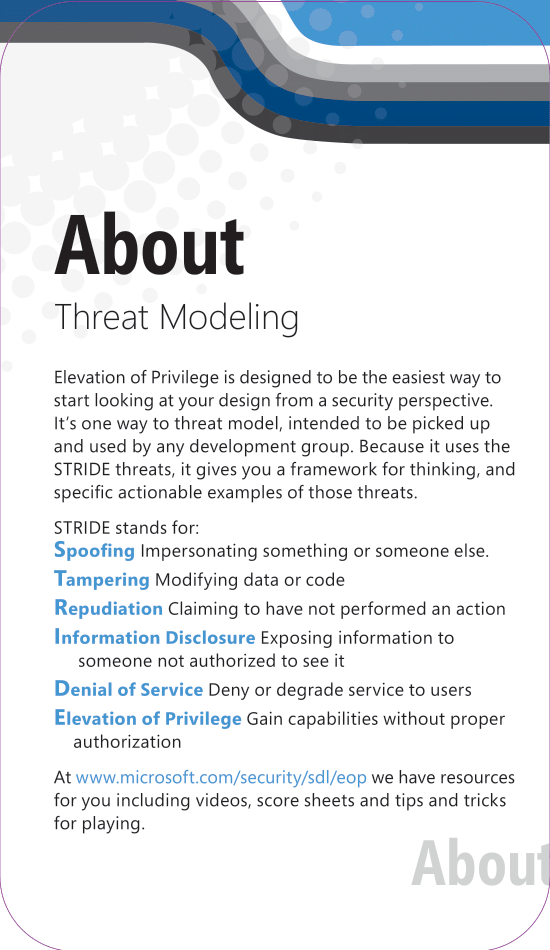 About
Threat Modeling
Elevation of Privilege is designed to be the easiest way to
start looking at your design from a security perspective.
It’s one way to threat model, intended to be picked up
and used by any development group. Because it uses the
STRIDE threats, it gives you a framework for thinking, and
specific actionable examples of those threats.
STRIDE stands for:
Spoofing Impersonating something or someone else.
Tampering Modifying data or code
Repudiation Claiming to have not performed an action
Information Disclosure Exposing information to
someone not authorized to see it
Denial of Service Deny or degrade service to users
Elevation of Privilege Gain capabilities without proper
authorization
At www.microsoft.com/security/sdl/eop we have resources
for you including videos, score sheets and tips and tricks
for playing.
About